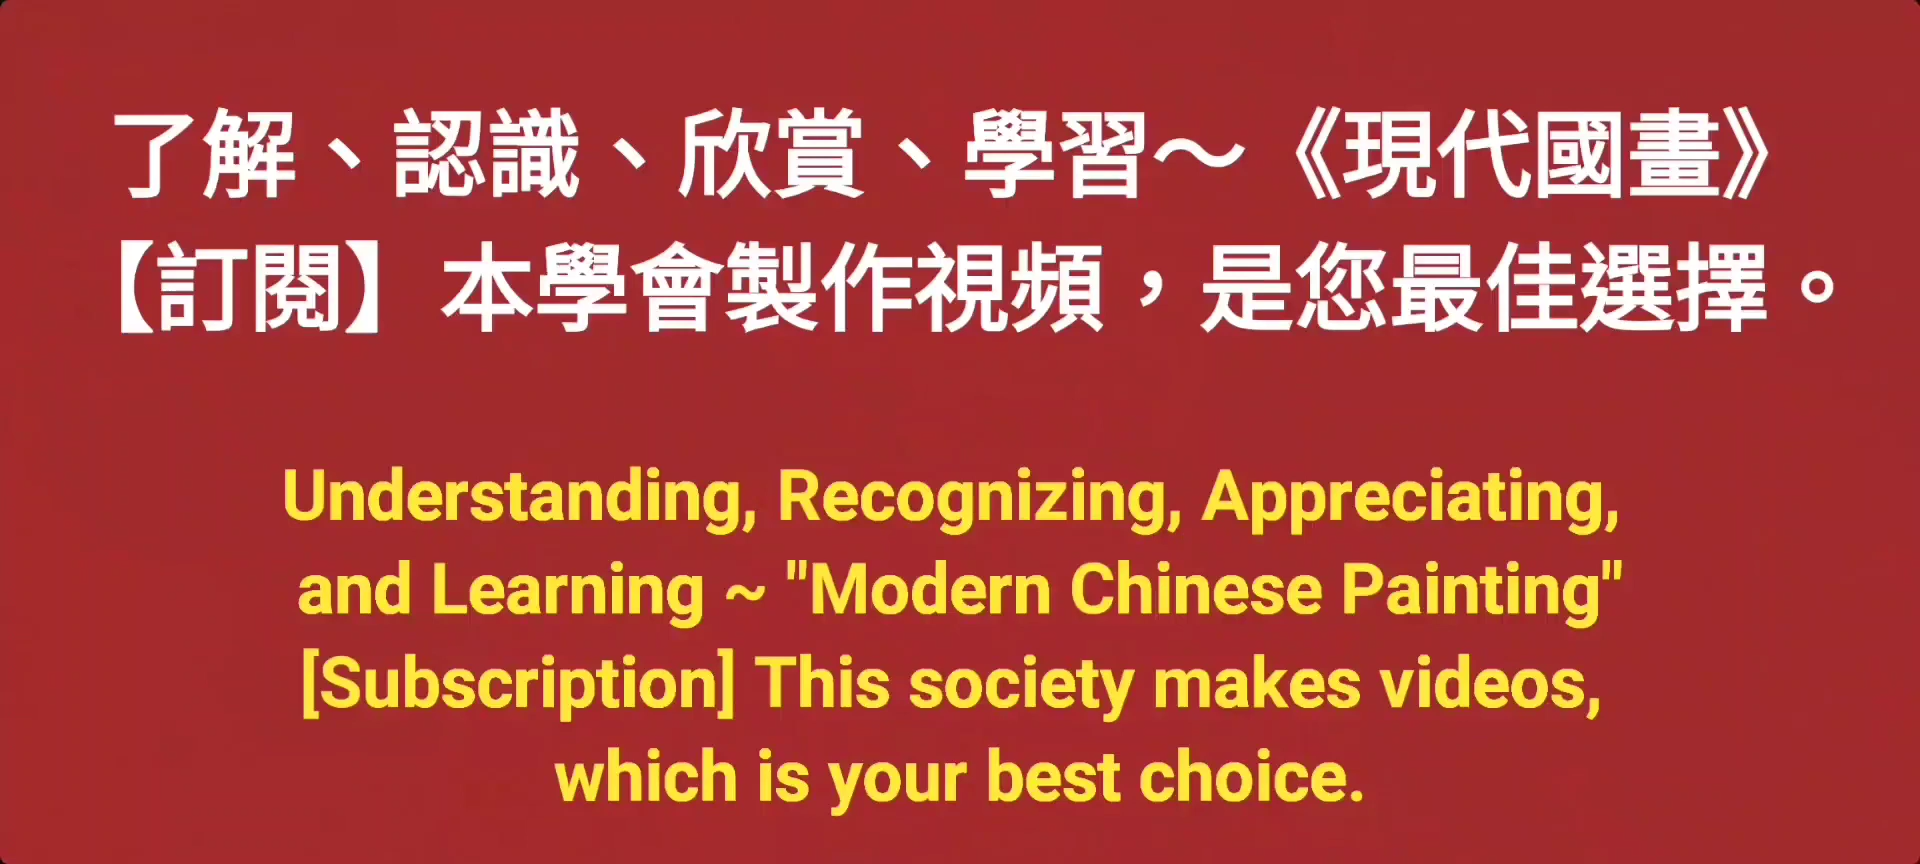 了解、認識、欣賞、學習～《現代國畫》
【訂閱】本學會製作視頻，是您最佳選擇。
Understanding, Recognizing, Appreciating,
and Learning ~ "Modern Chinese Painting"
[Subscription] This society makes videos,
which is your best choice.